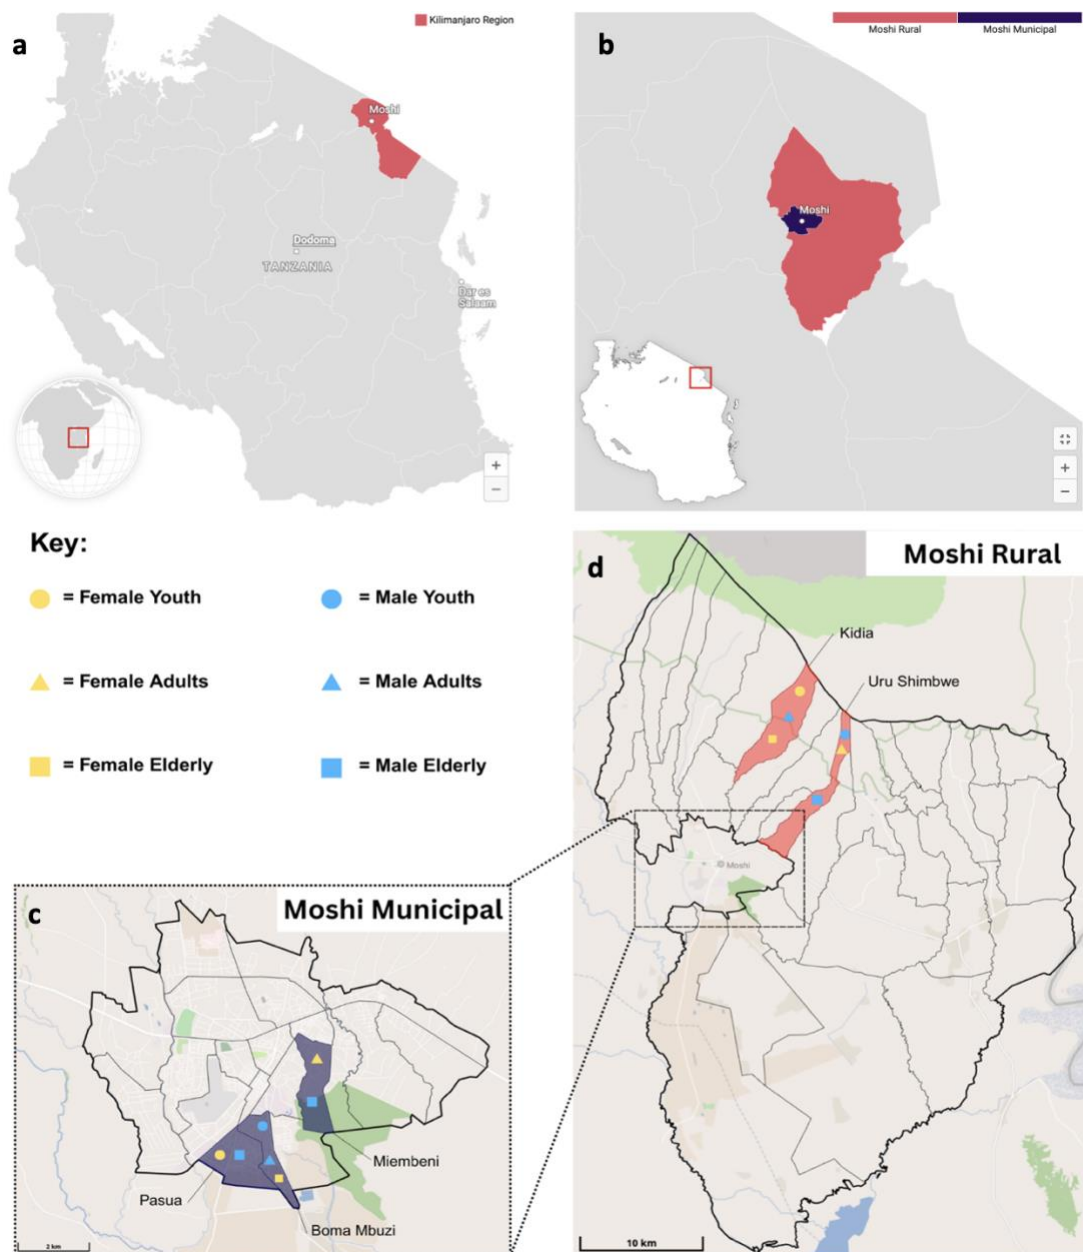 a
Kilimanjaro Region
Moshi
Dodoma
TANZANIA
Dar es
Salaam
+
−
b
Moshi Rural
Moshi Municipal
Moshi
+
−
Key:
= Female Youth
= Male Youth
= Female Adults
= Male Adults
= Female Elderly
= Male Elderly
d
Moshi Rural
Kidia
Uru Shimbwe
Moshi
10 km
c
Moshi Municipal
Miembeni
Pasua
Boma Mbuzi
2 km